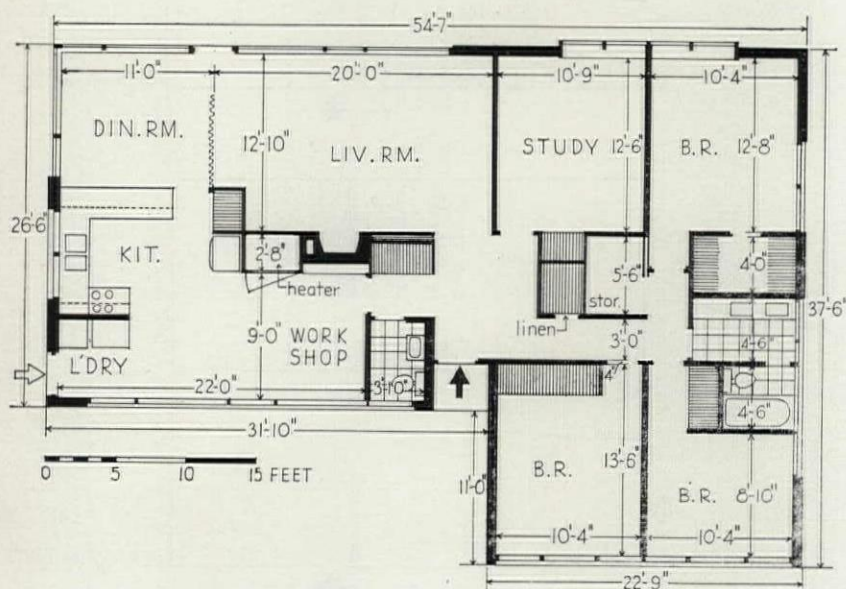 54'-7"
11'-0"
20'-0"
10'-9"
10'-4"
DIN. RM.
12'-10"
LIV. RM.
STUDY
12'-6"
B.R.
12'-8"
26'-6"
KIT.
2'-8"
heater
5'-6"
4'-0"
stor.
linen
37'-6"
9'-0"
WORK
SHOP
3'-0"
4'-6"
L'DRY
22'-0"
3'-10"
4"
4'-6"
31'-10"
0 5 10 15 FEET
11'-0"
B.R.
13'-6"
B.R.
8'-10"
10'-4"
10'-4"
22'-9"